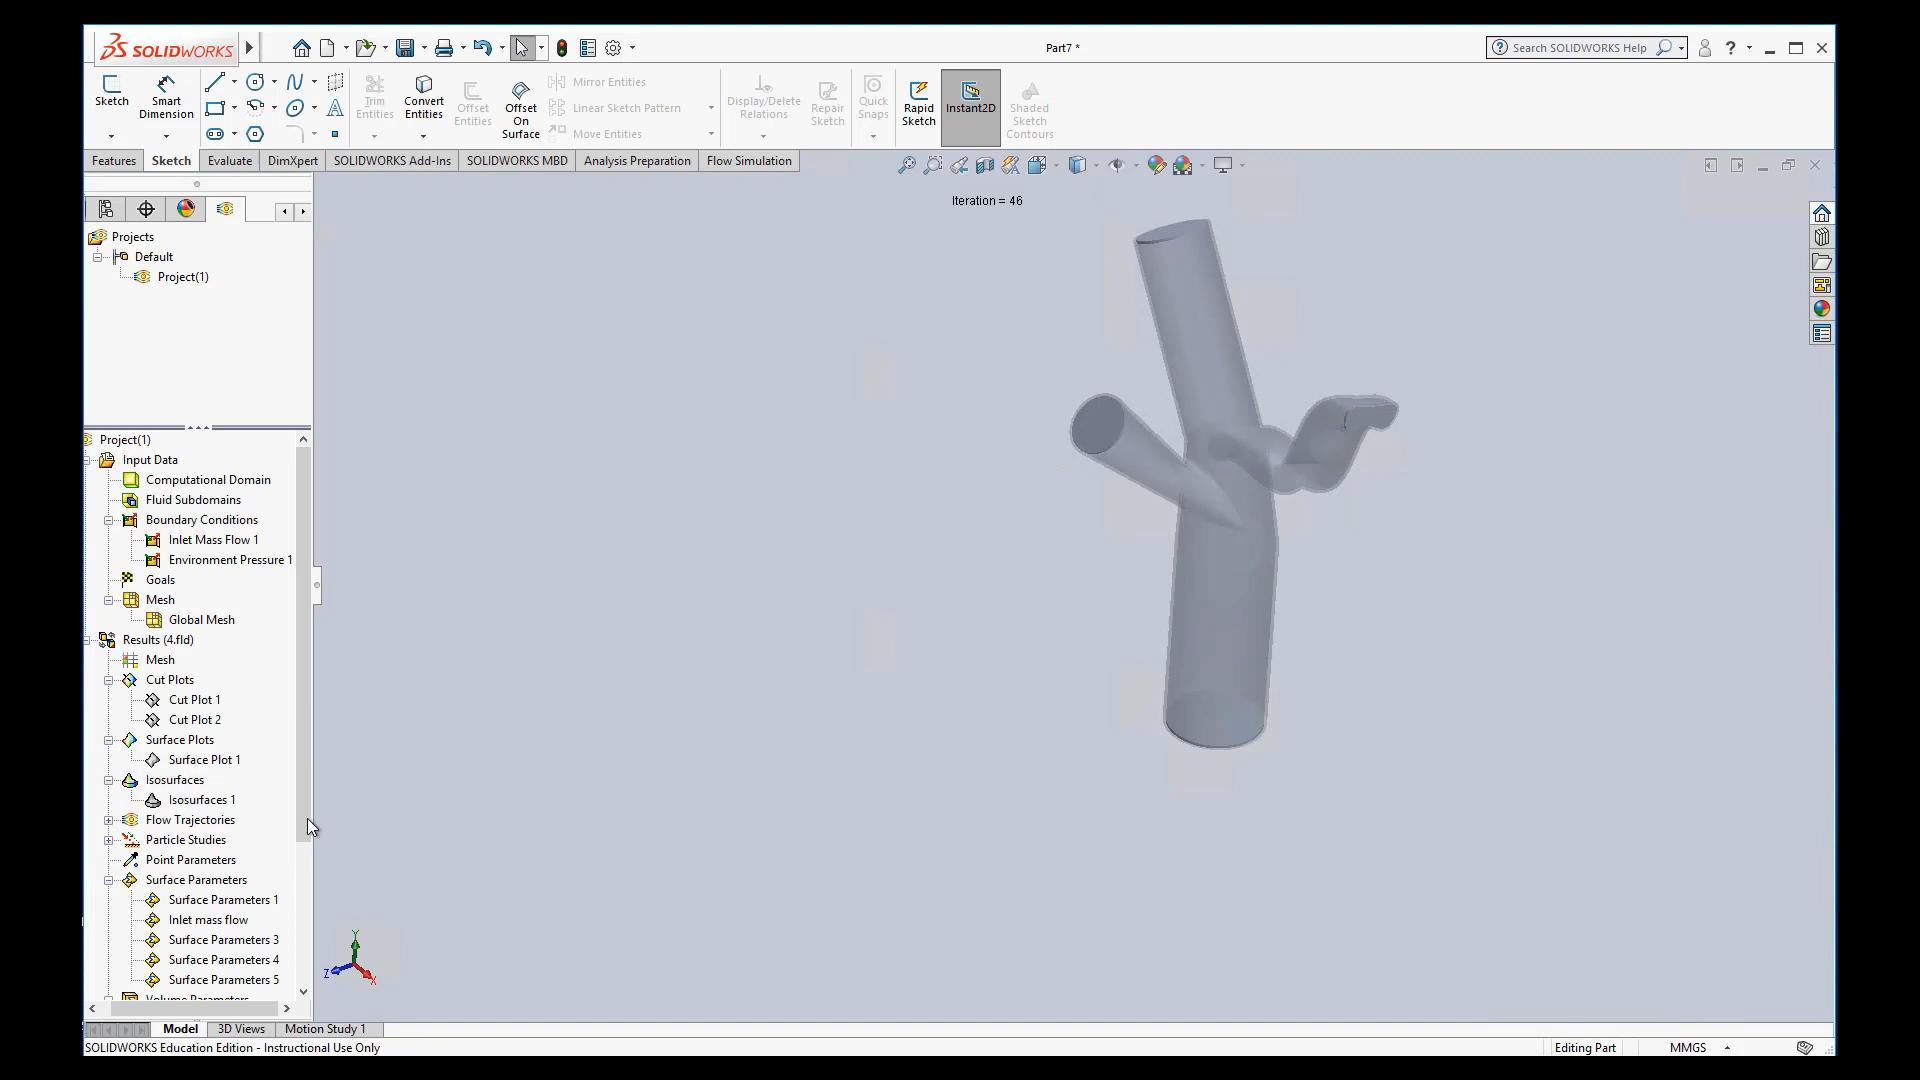 SOLIDWORKS
Part7 *
Search SOLIDWORKS Help
?
Sketch
Smart Dimension
Trim Entities
Convert Entities
Offset Entities
Offset On Surface
Mirror Entities
Linear Sketch Pattern
Move Entities
Display/Delete Relations
Repair Sketch
Quick Snaps
Rapid Sketch
Instant2D
Shaded Sketch Contours
Features
Sketch
Evaluate
DimXpert
SOLIDWORKS Add-Ins
SOLIDWORKS MBD
Analysis Preparation
Flow Simulation
Iteration = 46
Projects
Default
Project(1)
Project(1)
Input Data
Computational Domain
Fluid Subdomains
Boundary Conditions
Inlet Mass Flow 1
Environment Pressure 1
Goals
Mesh
Global Mesh
Results (4.fld)
Mesh
Cut Plots
Cut Plot 1
Cut Plot 2
Surface Plots
Surface Plot 1
Isosurfaces
Isosurfaces 1
Flow Trajectories
Particle Studies
Point Parameters
Surface Parameters
Surface Parameters 1
Inlet mass flow
Surface Parameters 3
Surface Parameters 4
Surface Parameters 5
Volume Parameters
Y
Z
X
Model
3D Views
Motion Study 1
SOLIDWORKS Education Edition - Instructional Use Only
Editing Part
MMGS